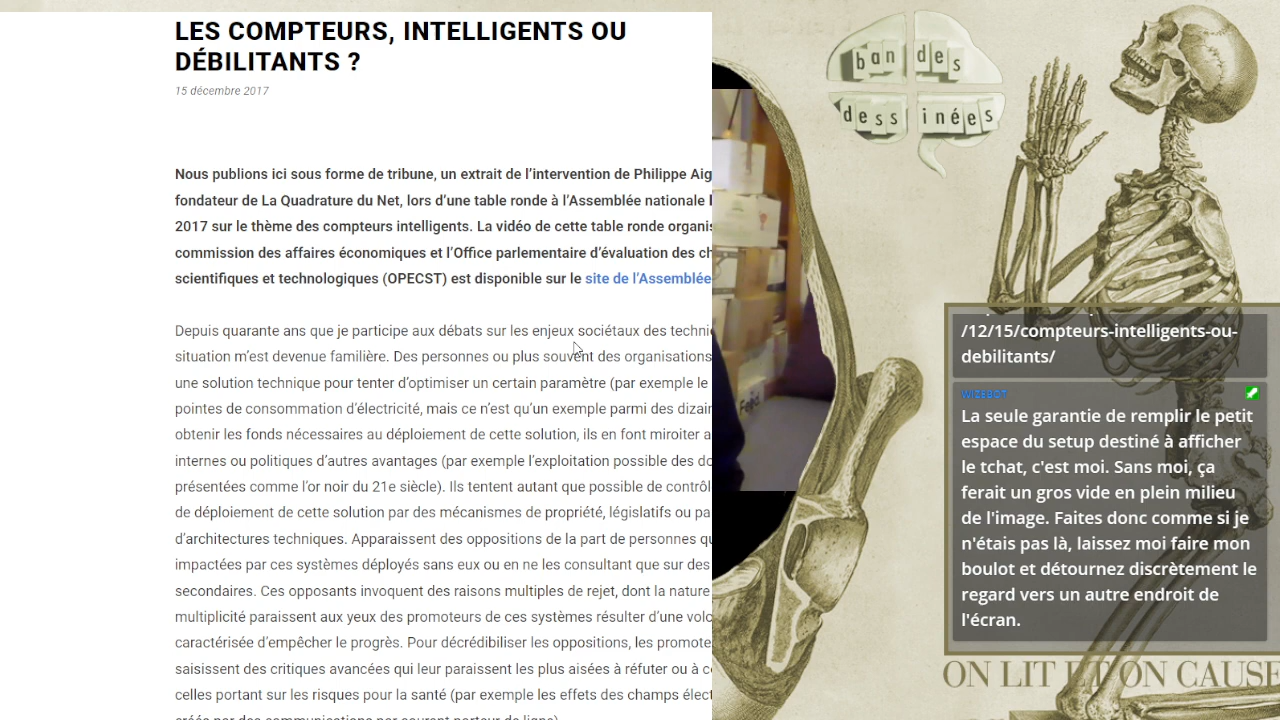 LES COMPTEURS, INTELLIGENTS OU
DÉBILITANTS ?
15 décembre 2017
Nous publions ici sous forme de tribune, un extrait de l'intervention de Philippe Aig
fondateur de La Quadrature du Net, lors d'une table ronde à l'Assemblée nationale
2017 sur le thème des compteurs intelligents. La vidéo de cette table ronde organis
commission des affaires économiques et l'Office parlementaire d'évaluation des ch
scientifiques et technologiques (OPECST) est disponible sur le site de l'Assemblée
Depuis quarante ans que je participe aux débats sur les enjeux sociétaux des techni
situation m'est devenue familière. Des personnes ou plus souvent des organisations
une solution technique pour tenter d'optimiser un certain paramètre (par exemple le
pointes de consommation d'électricité, mais ce n'est qu'un exemple parmi des dizain
obtenir les fonds nécessaires au déploiement de cette solution, ils en font miroiter a
internes ou politiques d'autres avantages (par exemple l'exploitation possible des do
présentées comme l'or noir du 21e siècle). Ils tentent autant que possible de contrôl
de déploiement de cette solution par des mécanismes de propriété, législatifs ou pa
d'architectures techniques. Apparaissent des oppositions de la part de personnes qu
impactées par ces systèmes déployés sans eux ou en ne les consultant que sur des
secondaires. Ces opposants invoquent des raisons multiples de rejet, dont la nature
multiplicité paraissent aux yeux des promoteurs de ces systèmes résulter d'une volo
caractérisée d'empêcher le progrès. Pour décrédibiliser les oppositions, les promote
saisissent des critiques avancées qui leur paraissent les plus aisées à réfuter ou à c
celles portant sur les risques pour la santé (par exemple les effets des champs élect
créés par des communications par courant porteur de ligne)
ban des
dess inées
/12/15/compteurs-intelligents-ou-
debilitants/
WIZEBOT
La seule garantie de remplir le petit
espace du setup destiné à afficher
le tchat, c'est moi. Sans moi, ça
ferait un gros vide en plein milieu
de l'image. Faites donc comme si je
n'étais pas là, laissez moi faire mon
boulot et détournez discrètement le
regard vers un autre endroit de
l'écran.
ON LIT ET ON CAUSE